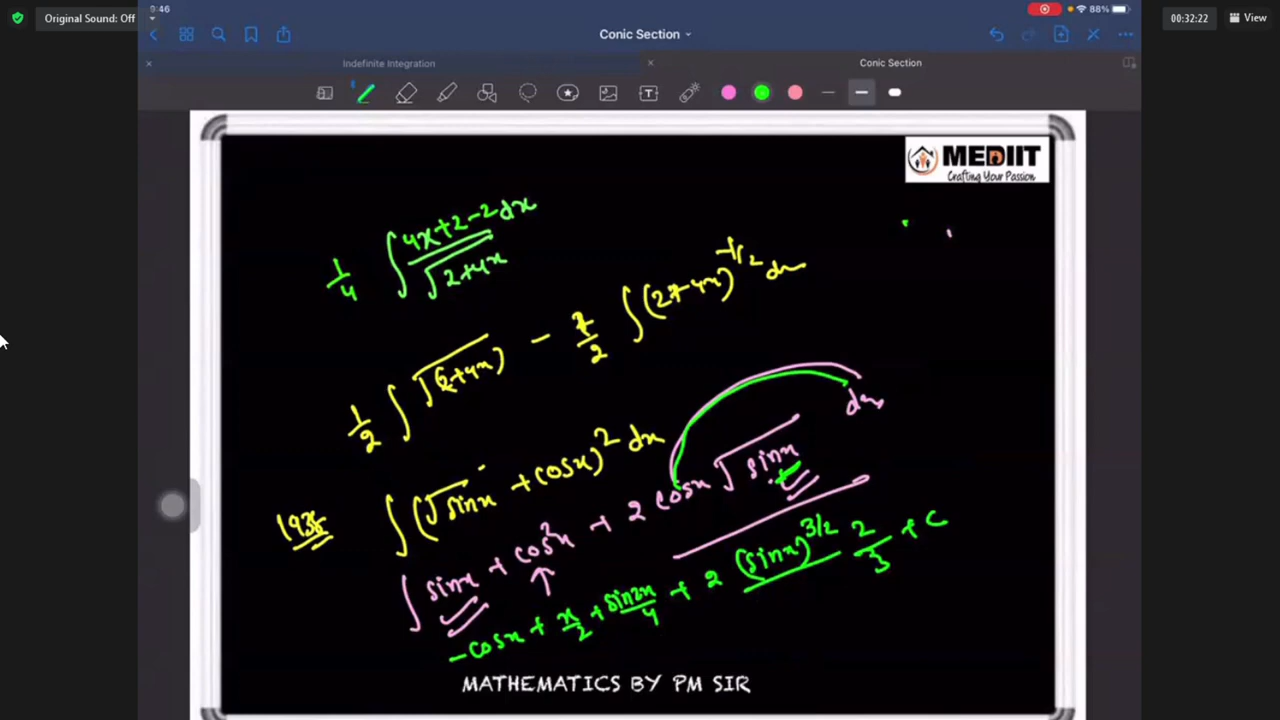 Original Sound: Off
9:46
88%
00:32:22
View
Conic Section
Indefinite Integration
Conic Section
MEDIIT
Crafting Your Passion
1/4 ∫ (4x+2-2 dx)/√(2+4x)
1/2 ∫ √(2+4x) - /2 ∫ (2+4x)^(-1/2) dx
∫ (√sinx + cosx)² dx
∫ sinx + cos²x + 2 cosx √sinx dx
-cosx + x/2 + sin2x/4 + 2 (sinx)^(3/2) 2/3 + c
MATHEMATICS BY PM SIR